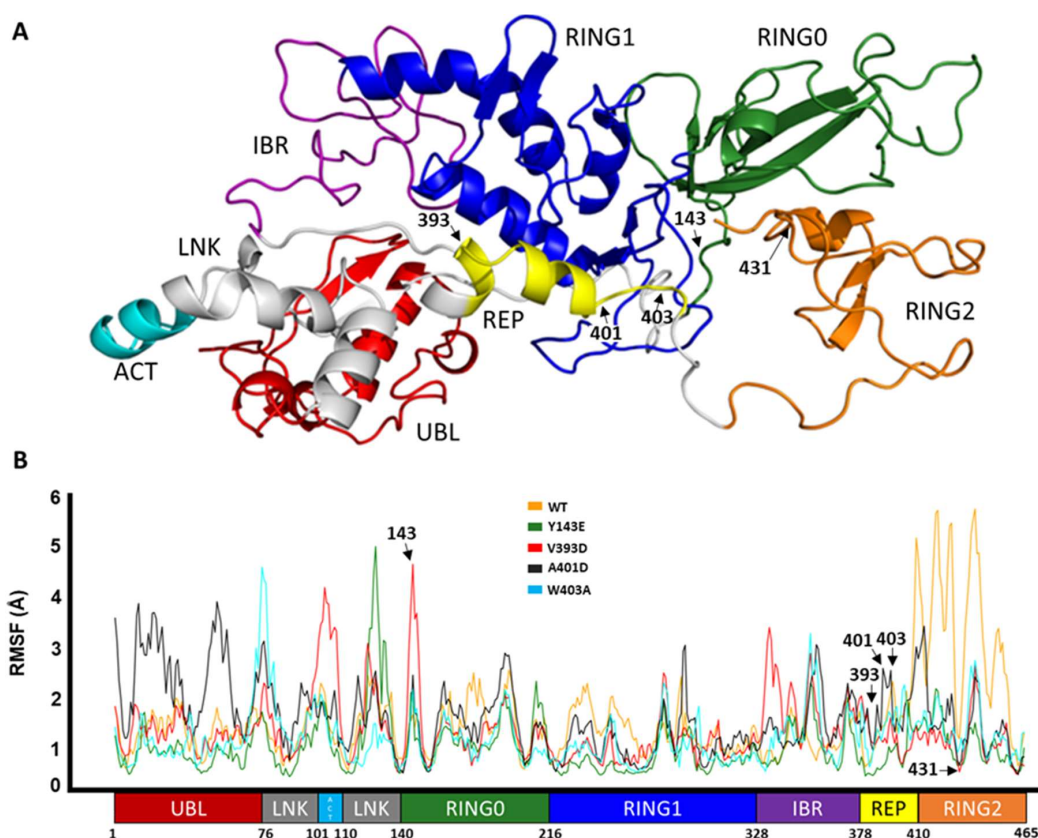 A
RING1
RING0
IBR
393
143
LNK
431
REP
401
403
RING2
ACT
UBL
B
6
5
4
3
2
1
0
RMSF (Å)
WT
Y143E
V393D
A401D
W403A
143
401 403
393
431
UBL LNK ACT LNK RING0 RING1 IBR REP RING2
1 76 101 110 140 216 328 378 410 465